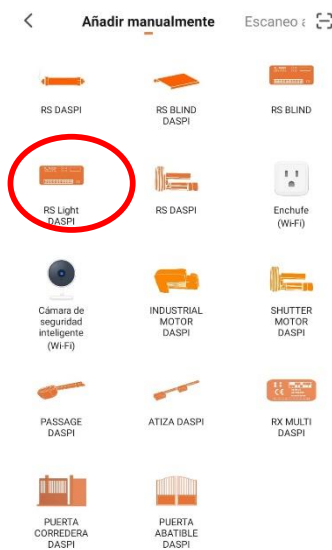 Añadir manualmente
Escaneo
RS DASPI
RS BLIND
DASPI
RS BLIND
RS Light
DASPI
RS DASPI
Enchufe
(Wi-Fi)
Cámara de
seguridad
inteligente
(Wi-Fi)
INDUSTRIAL
MOTOR
DASPI
SHUTTER
MOTOR
DASPI
PASSAGE
DASPI
ATIZA DASPI
RX MULTI
DASPI
PUERTA
CORREDERA
DASPI
PUERTA
ABATIBLE
DASPI